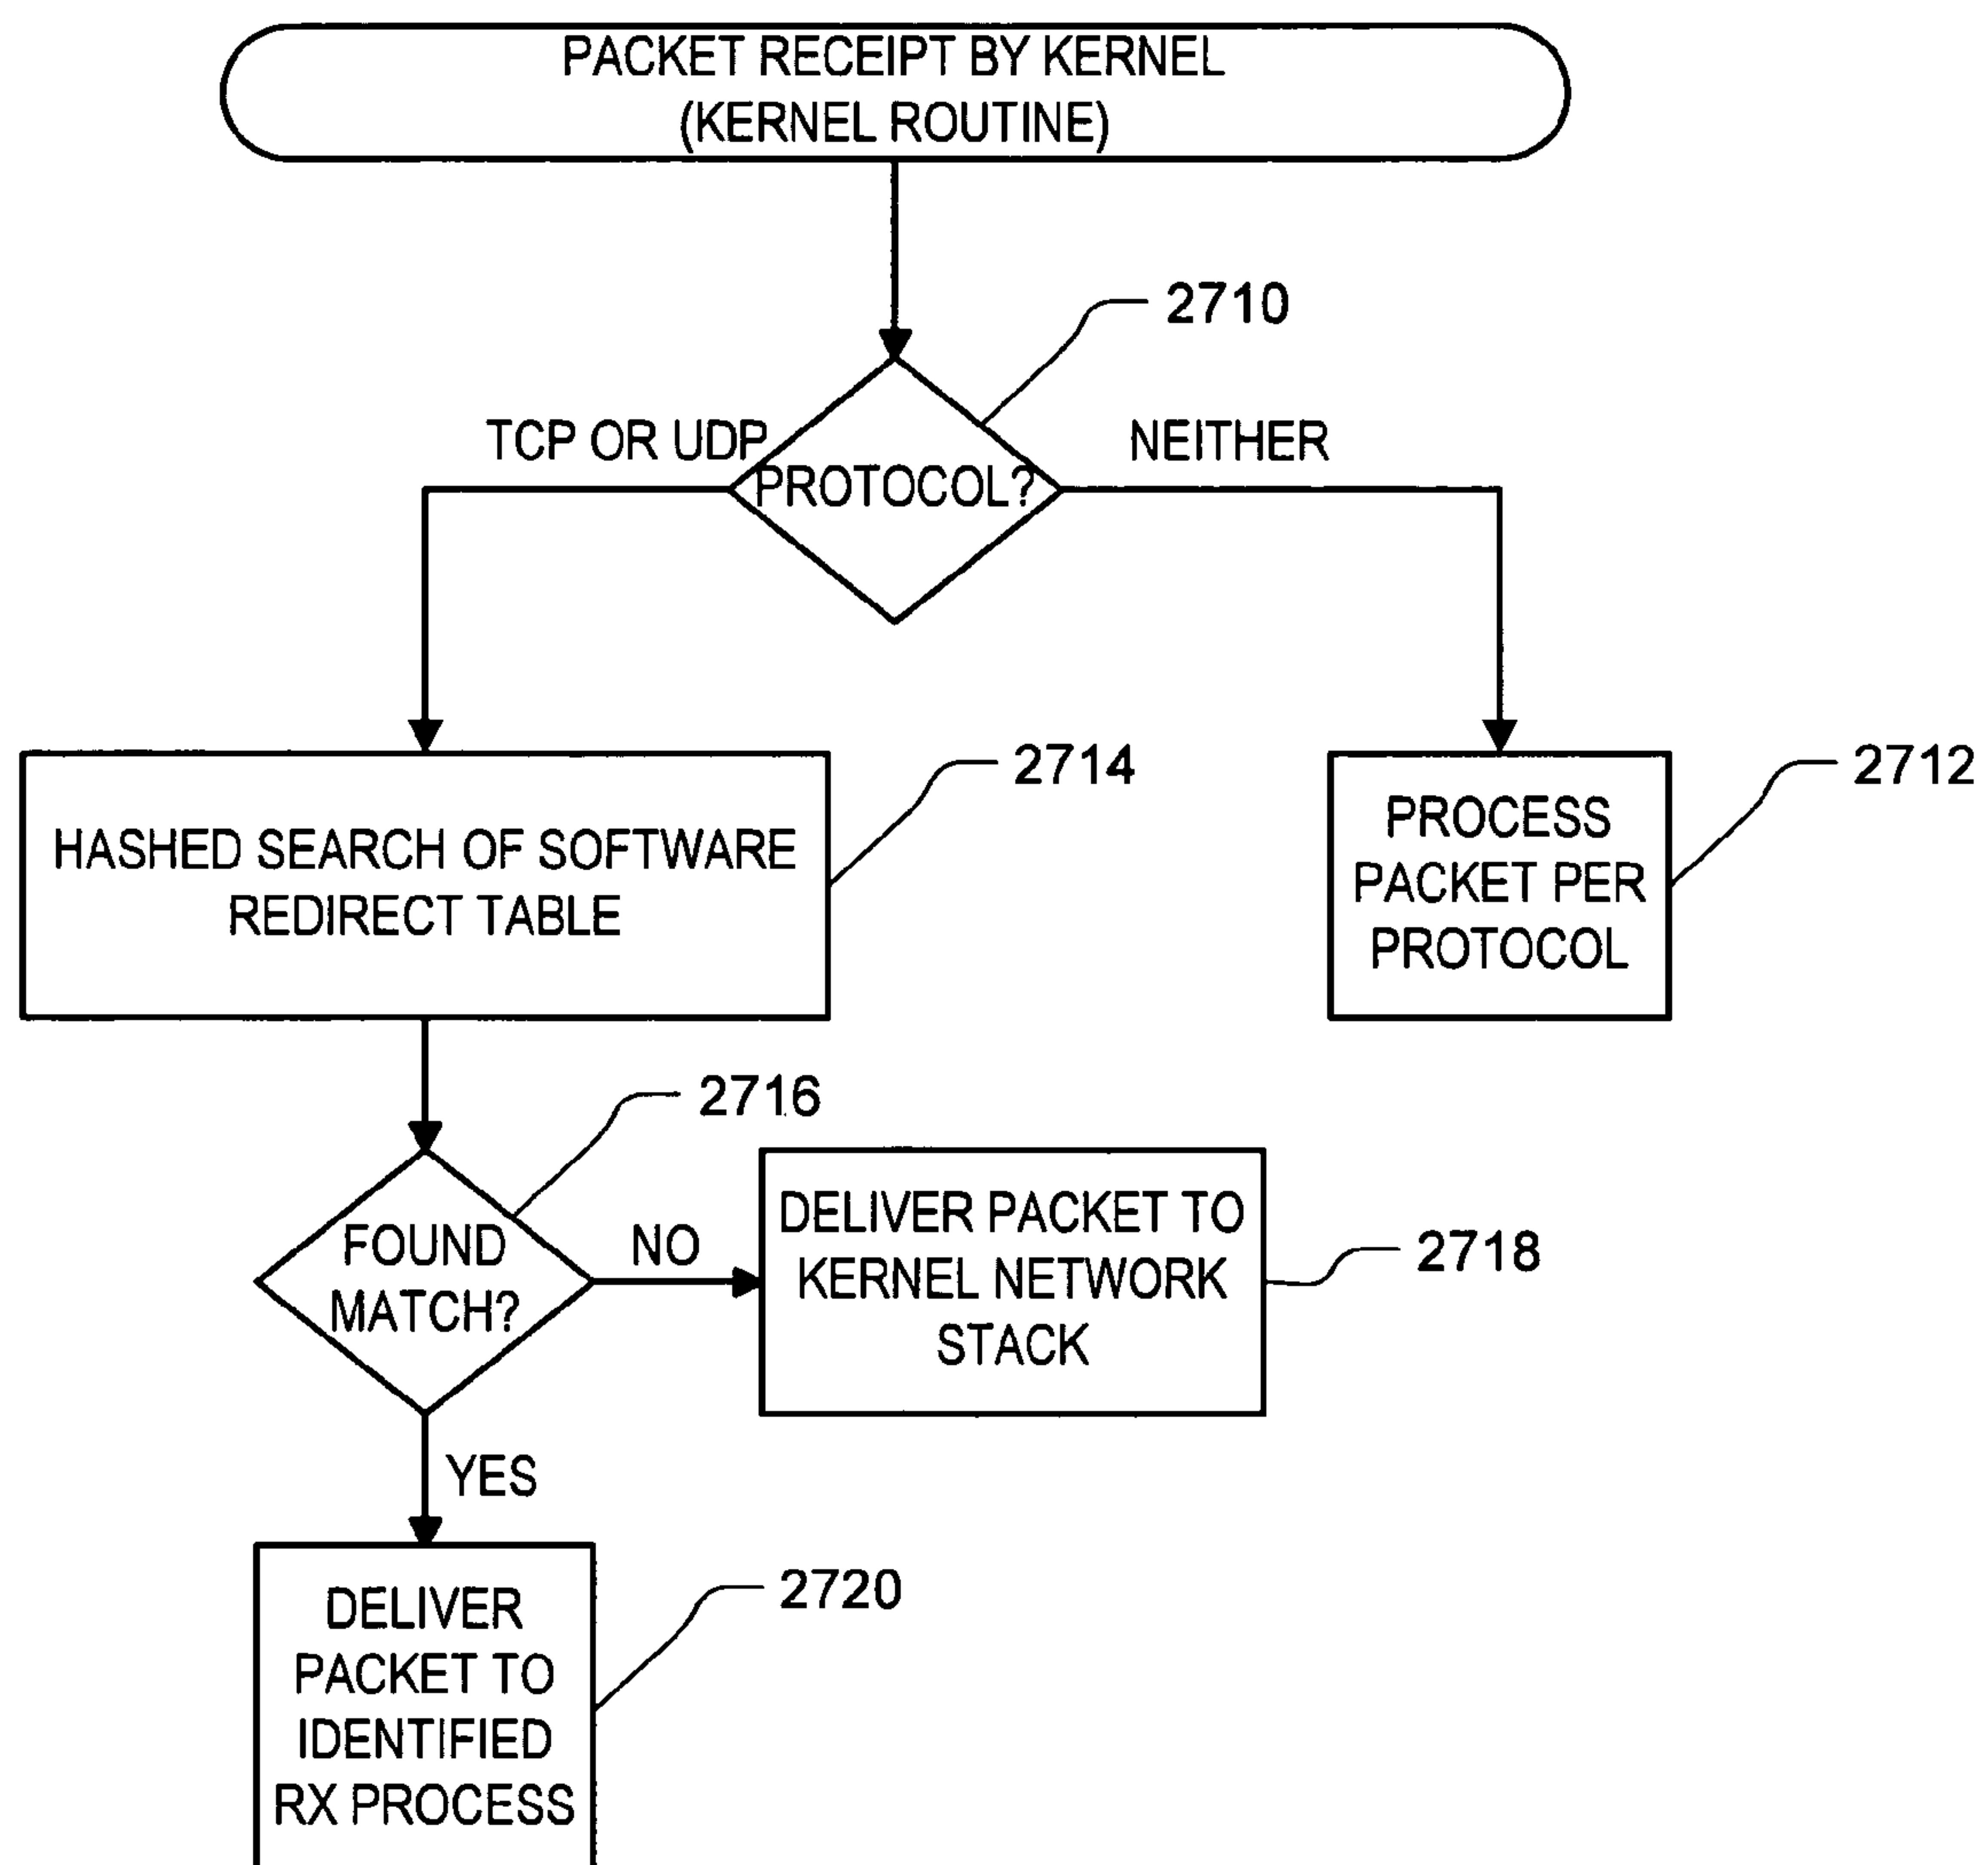 PACKET RECEIPT BY KERNEL
(KERNEL ROUTINE)
2710
TCP OR UDP
NEITHER
PROTOCOL?
2714
2712
HASHED SEARCH OF SOFTWARE
REDIRECT TABLE
PROCESS
PACKET PER
PROTOCOL
2716
FOUND
MATCH?
NO
DELIVER PACKET TO
KERNEL NETWORK
STACK
2718
YES
DELIVER
PACKET TO
IDENTIFIED
RX PROCESS
2720